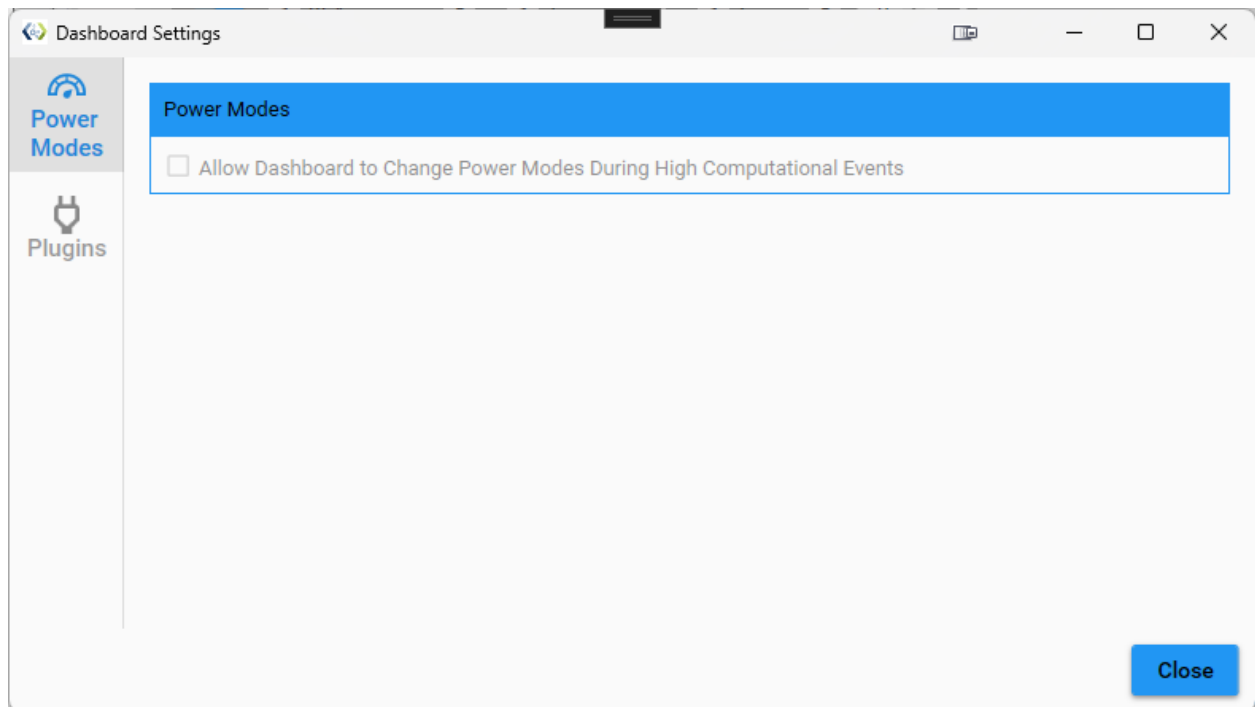 Dashboard Settings
Power
Modes
Plugins
Power Modes
Allow Dashboard to Change Power Modes During High Computational Events
Close